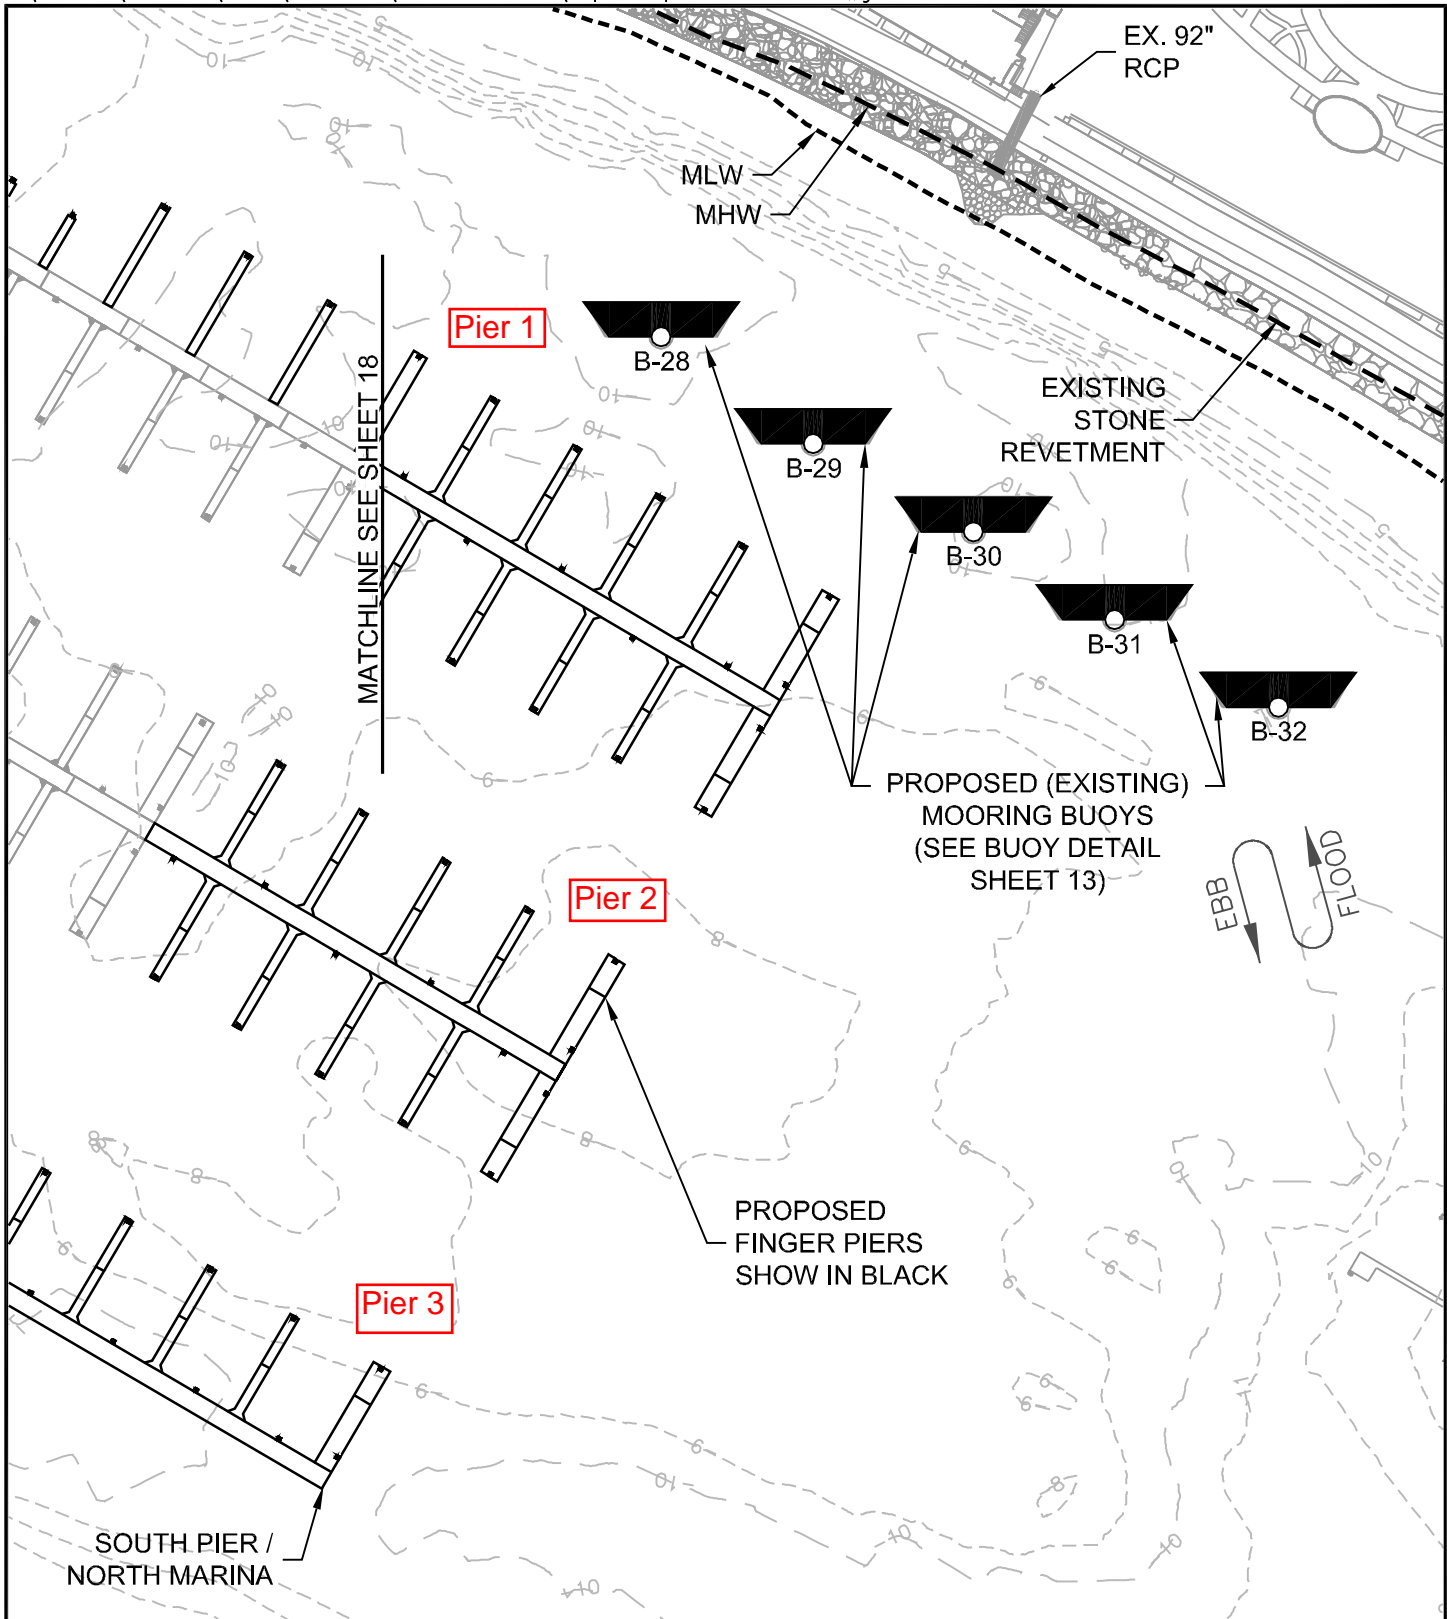 EX. 92"
RCP
MLW
MHW
MATCHLINE SEE SHEET 18
Pier 1
B-28
B-29
B-30
B-31
B-32
EXISTING
STONE
REVETMENT
PROPOSED (EXISTING)
MOORING BUOYS
(SEE BUOY DETAIL
SHEET 13)
EBB
FLOOD
Pier 2
PROPOSED
FINGER PIERS
SHOW IN BLACK
Pier 3
SOUTH PIER /
NORTH MARINA